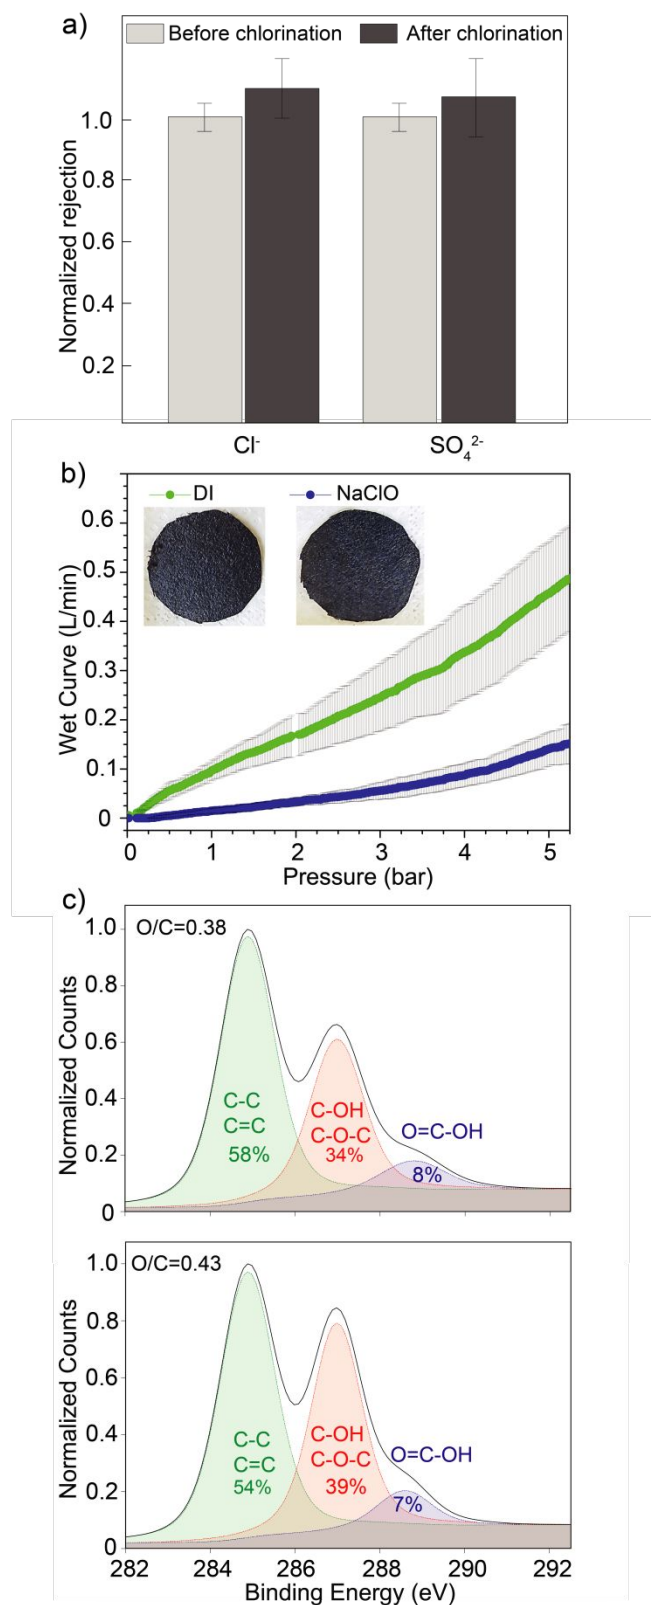 a)
Before chlorination After chlorination
Normalized rejection
1.0
0.8
0.6
0.4
0.2
Cl⁻ SO₄²⁻
b)
DI NaClO
Wet Curve (L/min)
0.6
0.5
0.3
0.2
0.1
0
0 1 2 3 4 5
Pressure (bar)
c)
O/C=0.38
Normalized Counts
1.0
0.8
0.6
0.4
0.2
0.0
C-C
C=C
58%
C-OH
C-O-C
34%
O=C-OH
8%
O/C=0.43
Normalized Counts
1.0
0.8
0.6
0.4
0.2
0.0
C-C
C=C
54%
C-OH
C-O-C
39%
O=C-OH
7%
282 284 286 288 290 292
Binding Energy (eV)